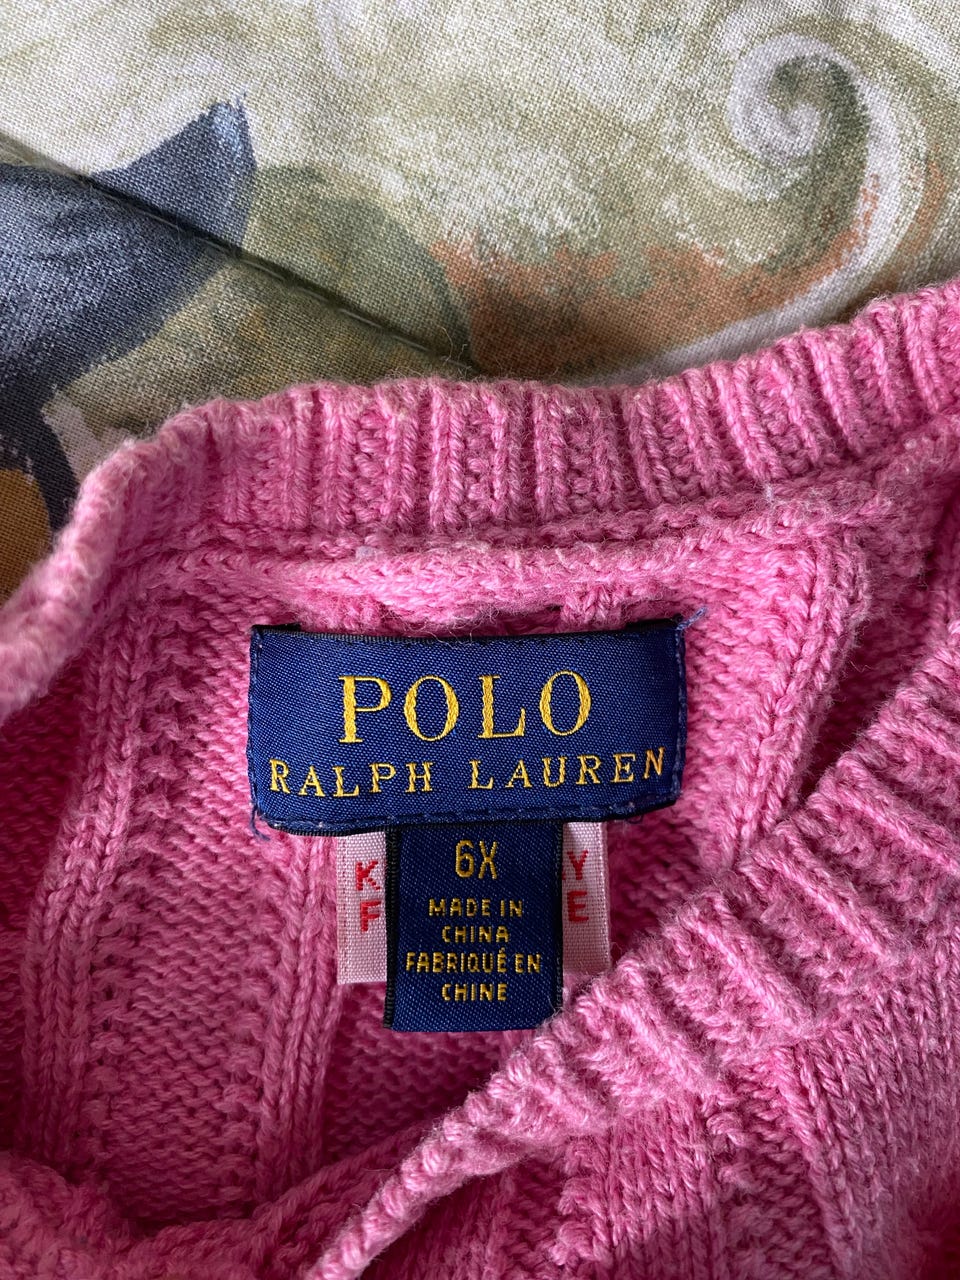 POLO
RALPH LAUREN
6X
MADE IN
CHINA
FABRIQUÉ EN
CHINE
K Y
F E